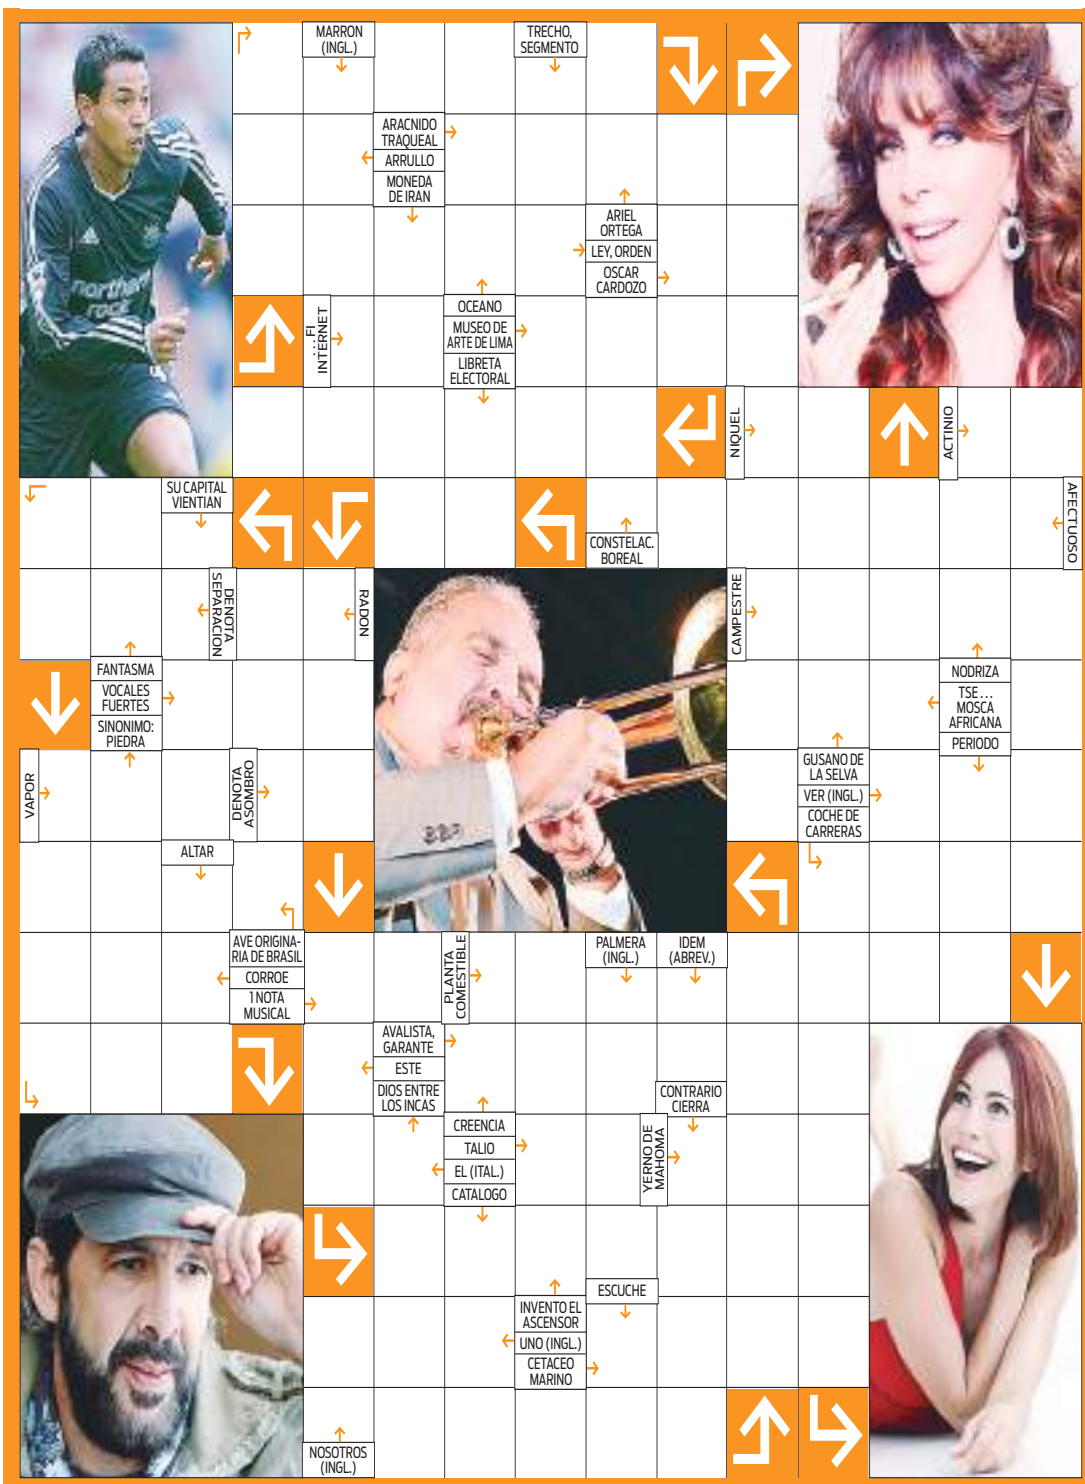 MARRON
(INGL.)
TRECHO,
SEGMENTO
ARACNIDO
TRAQUEAL
ARRULLO
MONEDA
DE IRAN
ARIEL
ORTEGA
LEY, ORDEN
OSCAR
CARDOZO
northern
rock
...FI
INTERNET
OCEANO
MUSEO DE
ARTE DE LIMA
LIBRETA
ELECTORAL
NIQUEL
ACTINIO
SU CAPITAL
VIENTIAN
CONSTELAC.
BOREAL
AFECTUOSO
DENOTA
SEPARACION
RADON
CAMPESTRE
FANTASMA
VOCALES
FUERTES
SINONIMO:
PIEDRA
NODRIZA
TSE...
MOSCA
AFRICANA
PERIODO
VAPOR
DENOTA
ASOMBRO
GUSANO DE
LA SELVA
VER (INGL.)
COCHE DE
CARRERAS
ALTAR
AVE ORIGINA-
RIA DE BRASIL
CORROE
1 NOTA
MUSICAL
PLANTA
COMESTIBLE
PALMERA
(INGL.)
IDEM
(ABREV.)
AVALISTA,
GARANTE
ESTE
DIOS ENTRE
LOS INCAS
CONTRARIO
CIERRA
CREENCIA
TALIO
EL (ITAL.)
CATALOGO
YERNO DE
MAHOMA
ESCUCHE
INVENTO EL
ASCENSOR
UNO (INGL.)
CETACEO
MARINO
NOSOTROS
(INGL.)